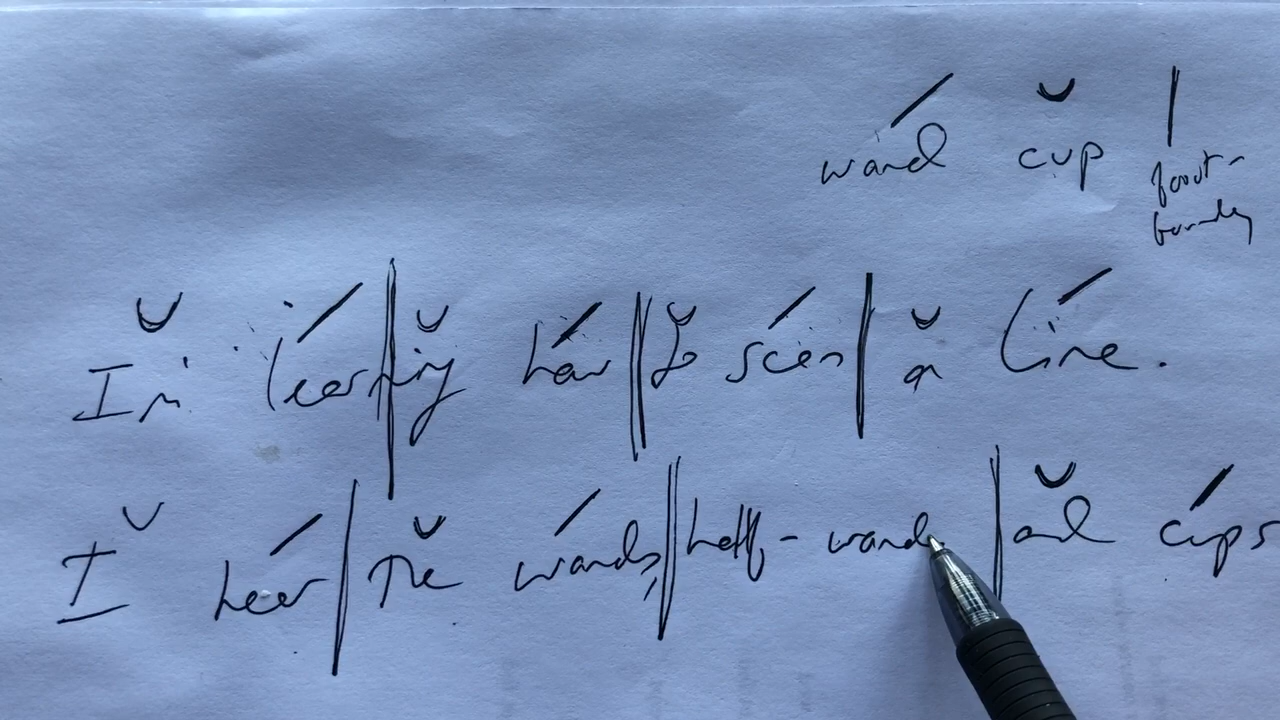 wand cup foot-
boundary
I'm learning how to scan a line.
I hear the wands, half-wands and cups